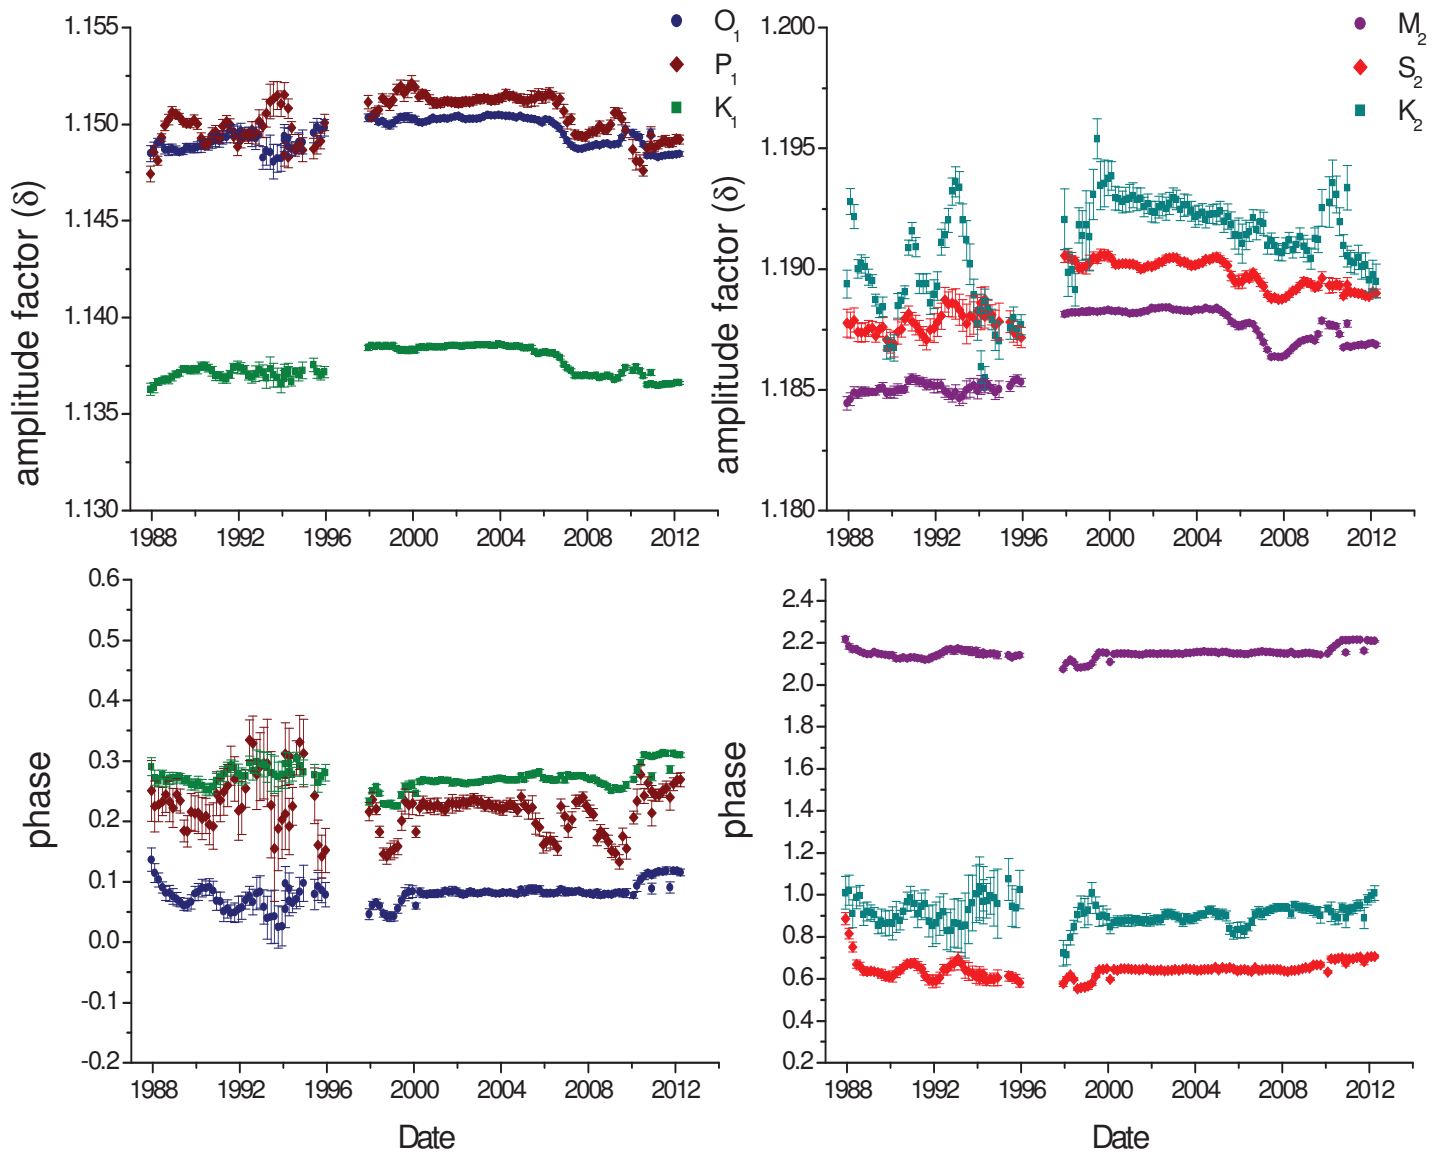 amplitude factor (δ)
1.155
1.150
1.145
1.140
1.135
1.130
1988 1992 1996 2000 2004 2008 2012
O1
P1
K1
amplitude factor (δ)
1.200
1.195
1.190
1.185
1.180
1988 1992 1996 2000 2004 2008 2012
M2
S2
K2
phase
0.6
0.5
0.4
0.3
0.2
0.1
0.0
-0.1
-0.2
1988 1992 1996 2000 2004 2008 2012
Date
phase
2.4
2.2
2.0
1.8
1.6
1.4
1.2
1.0
0.8
0.6
0.4
0.2
1988 1992 1996 2000 2004 2008 2012
Date